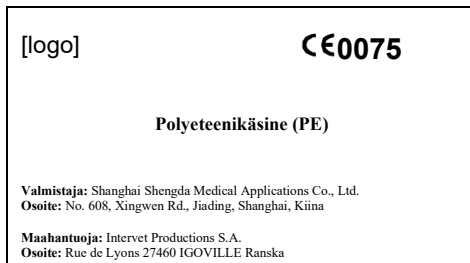 [logo]
CE0075
Polyeteenikäsine (PE)
Valmistaja: Shanghai Shengda Medical Applications Co., Ltd.
Osoite: No. 608, Xingwen Rd., Jiading, Shanghai, Kiina
Maahantuoja: Intervet Productions S.A.
Osoite: Rue de Lyons 27460 IGOVILLE Ranska